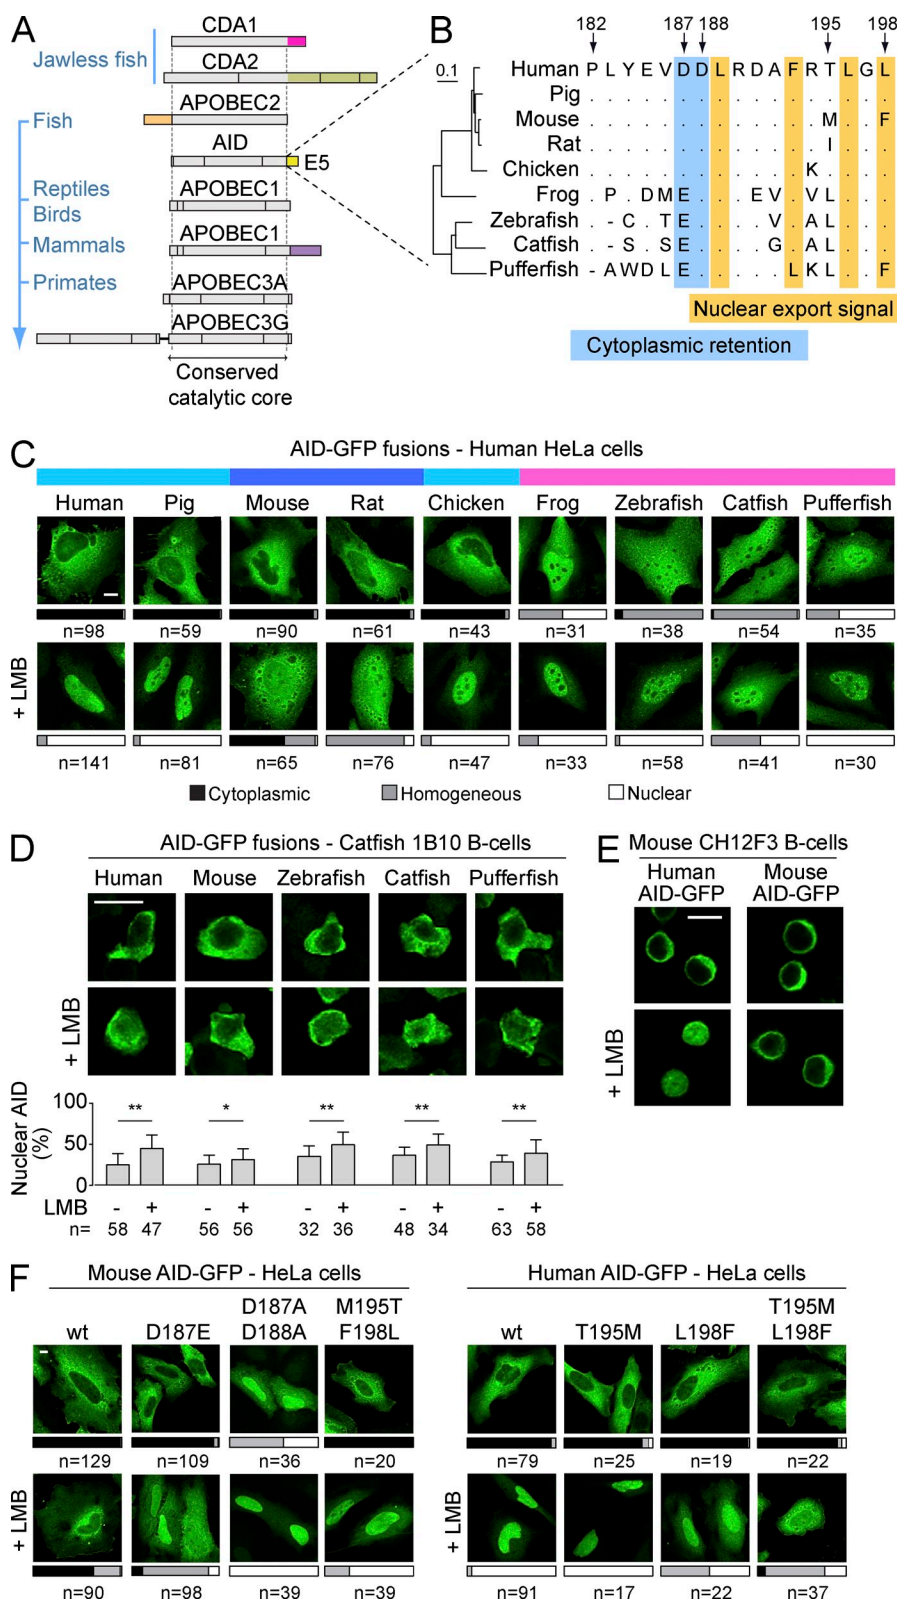 A
CDA1
Jawless fish
CDA2
APOBEC2
Fish
AID
E5
APOBEC1
Reptiles
Birds
APOBEC1
Mammals
Primates
APOBEC3A
APOBEC3G
Conserved
catalytic core
B
182 187 188 195 198
0.1
Human P L Y E V D D L R D A F R T L G L
Pig . . . . . . . . . . . . . . . . .
Mouse . . . . . . . . . . . . . M . . F
Rat . . . . . . . . . . . . . I . . .
Chicken . . . . . . . . . . . . K . . . .
Frog . P . D M E . . . E V . V L . . .
Zebrafish . - C . T E . . . . V . A L . . .
Catfish . - S . S E . . . . G . A L . . .
Pufferfish - A W D L E . . . . . L K L . . F
Nuclear export signal
Cytoplasmic retention
C
AID-GFP fusions - Human HeLa cells
Human Pig Mouse Rat Chicken Frog Zebrafish Catfish Pufferfish
n=98 n=59 n=90 n=61 n=43 n=31 n=38 n=54 n=35
+ LMB
n=141 n=81 n=65 n=76 n=47 n=33 n=58 n=41 n=30
Cytoplasmic Homogeneous Nuclear
D
AID-GFP fusions - Catfish 1B10 B-cells
Human Mouse Zebrafish Catfish Pufferfish
+ LMB
Nuclear AID
(%)
100
50
0
** * ** ** **
LMB - + - + - + - + - +
n= 58 47 56 56 32 36 48 34 63 58
E
Mouse CH12F3 B-cells
Human Mouse
AID-GFP AID-GFP
+ LMB
F
Mouse AID-GFP - HeLa cells
D187A M195T
wt D187E D188A F198L
n=129 n=109 n=36 n=20
+ LMB
n=90 n=98 n=39 n=39
Human AID-GFP - HeLa cells
T195M
wt T195M L198F L198F
n=79 n=25 n=19 n=22
+ LMB
n=91 n=17 n=22 n=37